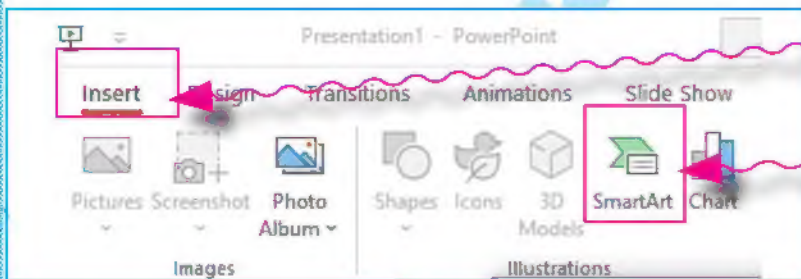 Presentation1 - PowerPoint
Insert Design Transitions Animations Slide Show
Pictures Screenshot Photo Album Shapes Icons 3D Models SmartArt Chart
Images Illustrations